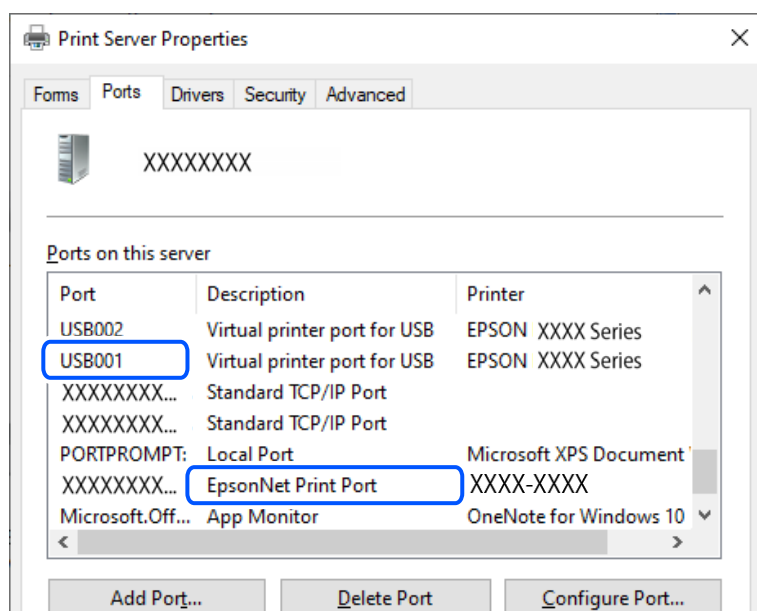 Print Server Properties
Forms Ports Drivers Security Advanced
XXXXXXXX
Ports on this server
Port Description Printer
USB002 Virtual printer port for USB EPSON XXXX Series
USB001 Virtual printer port for USB EPSON XXXX Series
XXXXXXXX... Standard TCP/IP Port
XXXXXXXX... Standard TCP/IP Port
PORTPROMPT: Local Port Microsoft XPS Document
XXXXXXXX... EpsonNet Print Port XXXX-XXXX
Microsoft.Off... App Monitor OneNote for Windows 10
Add Port... Delete Port Configure Port...